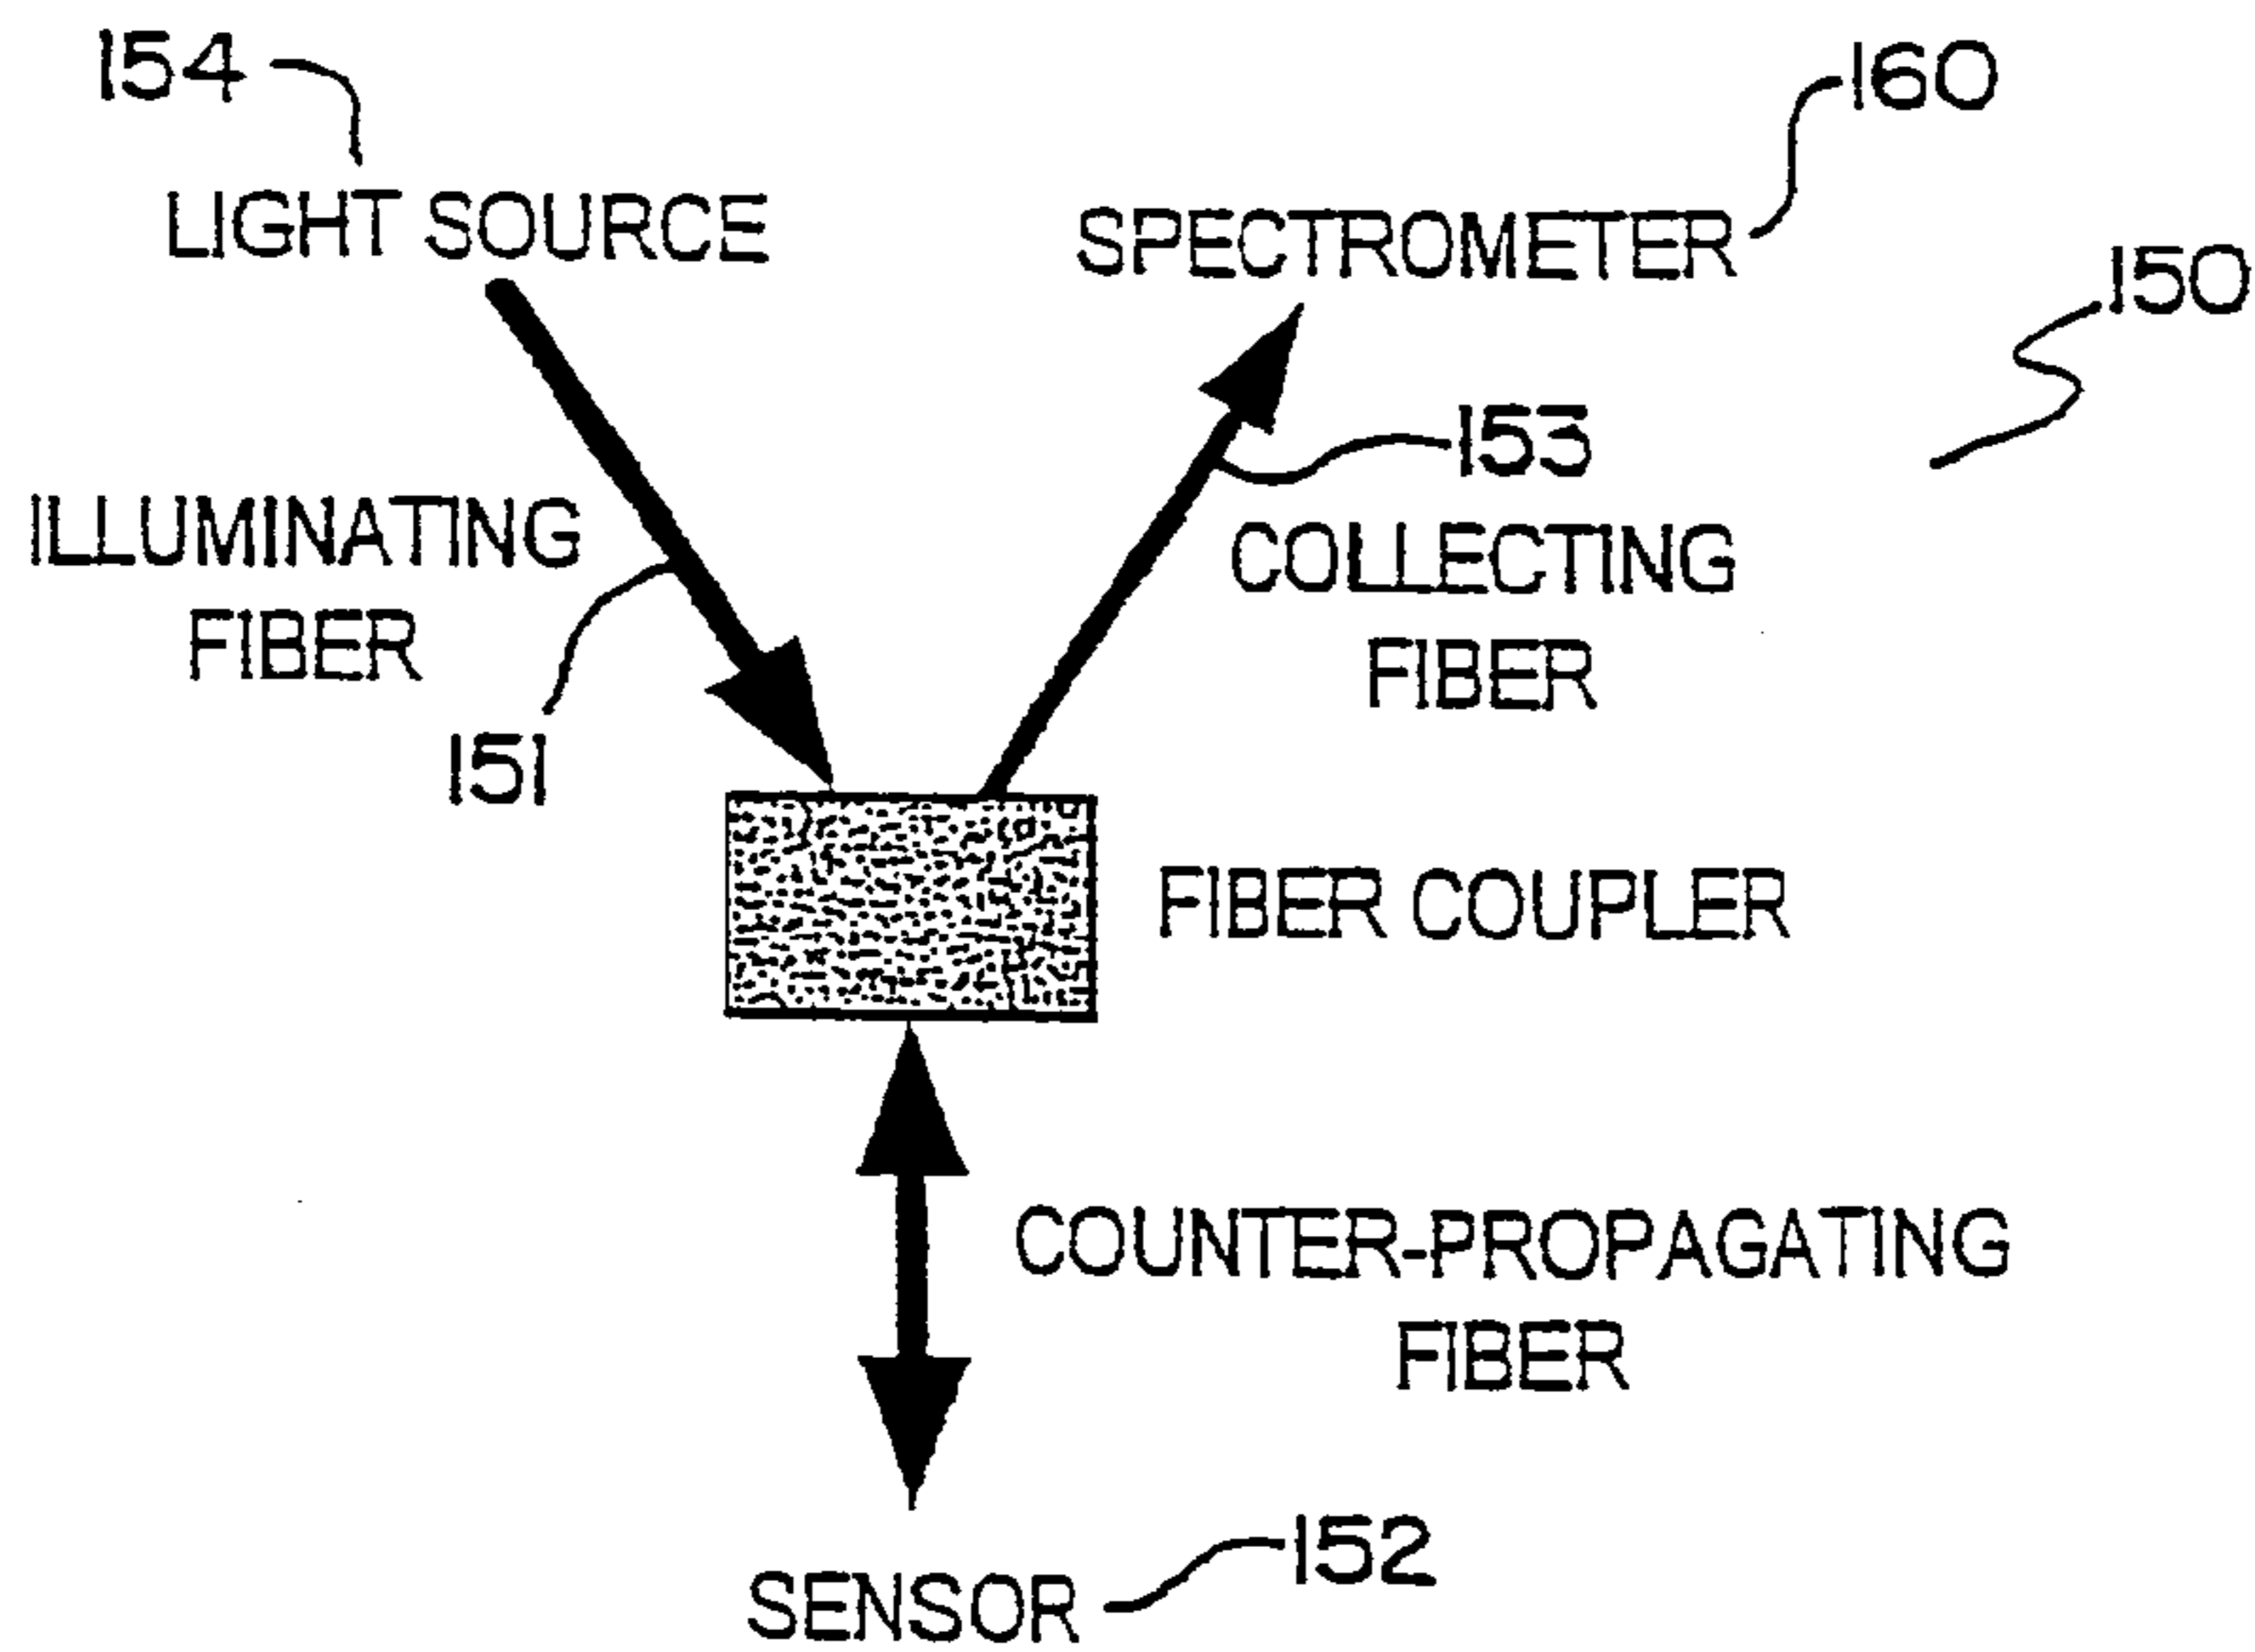 154
LIGHT SOURCE
160
SPECTROMETER
150
ILLUMINATING
FIBER
151
153
COLLECTING
FIBER
FIBER COUPLER
COUNTER-PROPAGATING
FIBER
152
SENSOR